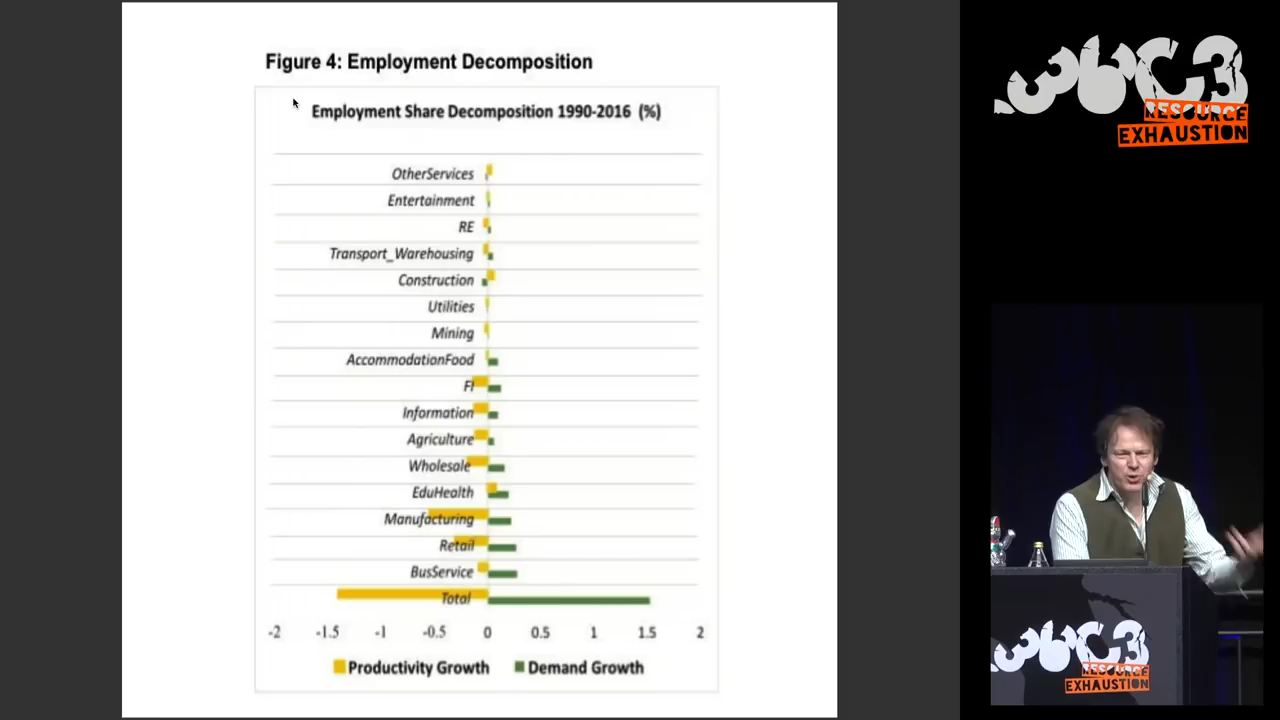 Figure 4: Employment Decomposition
Employment Share Decomposition 1990-2016 (%)
OtherServices
Entertainment
RE
Transport_Warehousing
Construction
Utilities
Mining
AccommodationFood
FI
Information
Agriculture
Wholesale
EduHealth
Manufacturing
Retail
BusService
Total
-2 -1.5 -1 -0.5 0 0.5 1 1.5 2
Productivity Growth Demand Growth
36C3
RESOURCE
EXHAUSTION
36C3
RESOURCE
EXHAUSTION